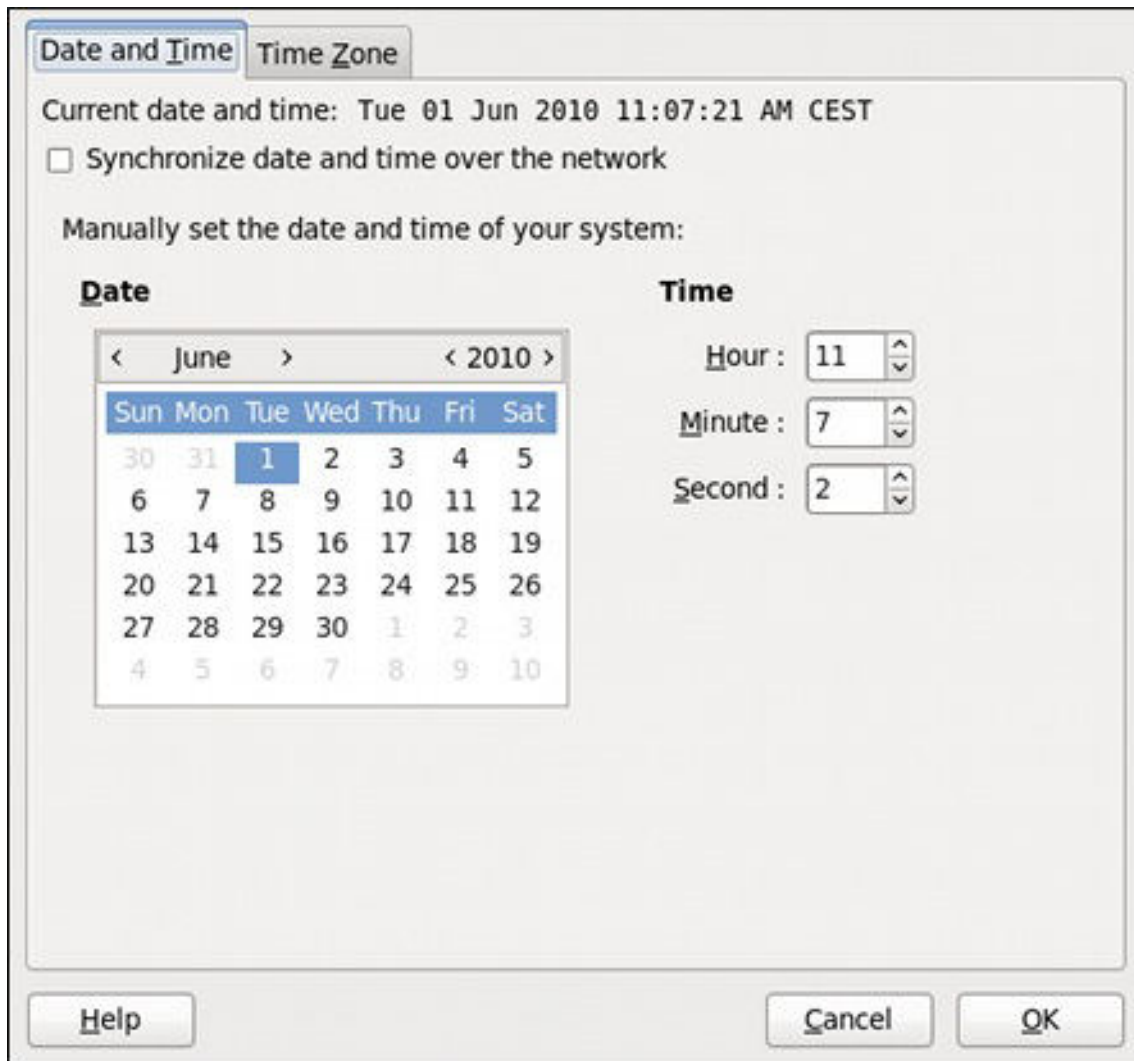 Date and Time Time Zone
Current date and time: Tue 01 Jun 2010 11:07:21 AM CEST
Synchronize date and time over the network
Manually set the date and time of your system:
Date
< June > < 2010 >
Sun Mon Tue Wed Thu Fri Sat
30 31 1 2 3 4 5
6 7 8 9 10 11 12
13 14 15 16 17 18 19
20 21 22 23 24 25 26
27 28 29 30 1 2 3
4 5 6 7 8 9 10
Time
Hour : 11
Minute : 7
Second : 2
Help Cancel OK